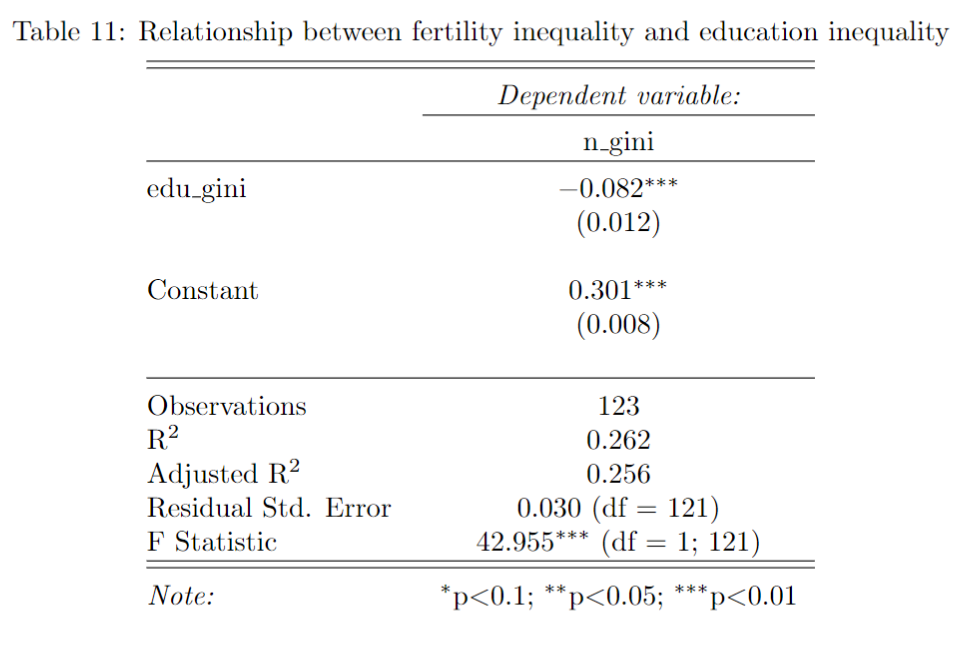 Table 11: Relationship between fertility inequality and education inequality
Dependent variable:
n_gini
edu_gini −0.082***
(0.012)
Constant 0.301***
(0.008)
Observations 123
R² 0.262
Adjusted R² 0.256
Residual Std. Error 0.030 (df = 121)
F Statistic 42.955*** (df = 1; 121)
Note: *p<0.1; **p<0.05; ***p<0.01